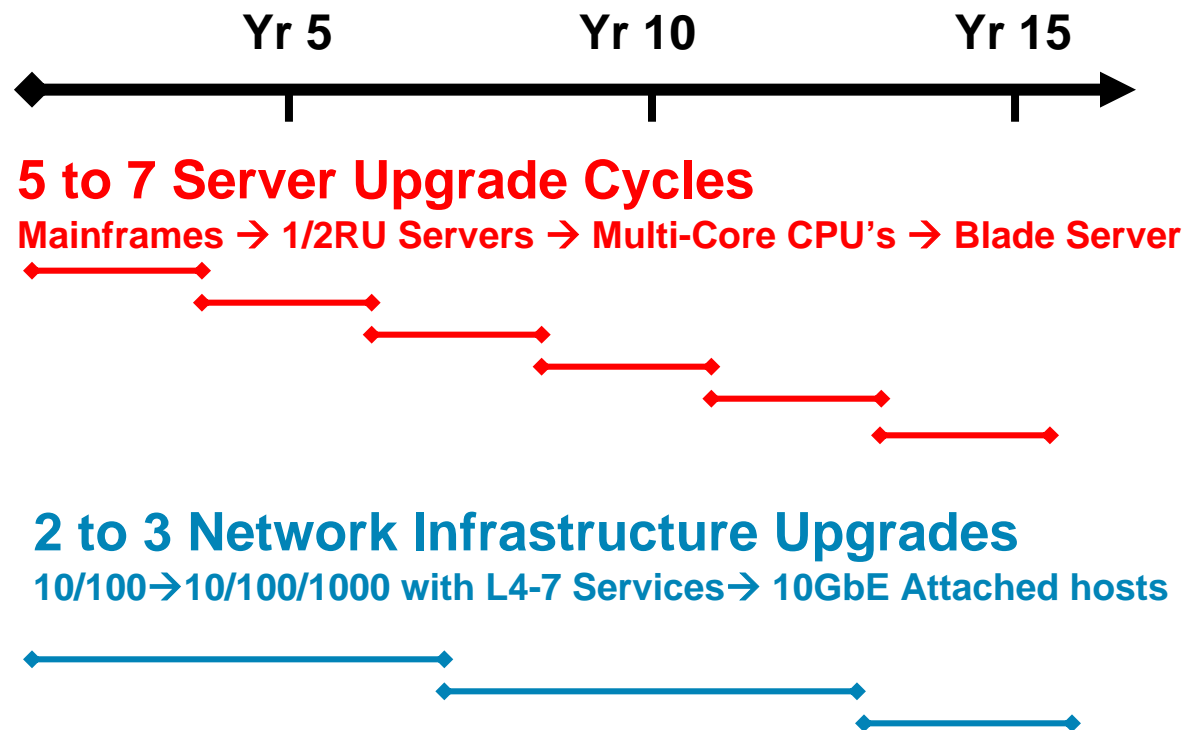 Yr 5 Yr 10 Yr 15
5 to 7 Server Upgrade Cycles
Mainframes → 1/2RU Servers → Multi-Core CPU's → Blade Server
2 to 3 Network Infrastructure Upgrades
10/100→10/100/1000 with L4-7 Services→ 10GbE Attached hosts